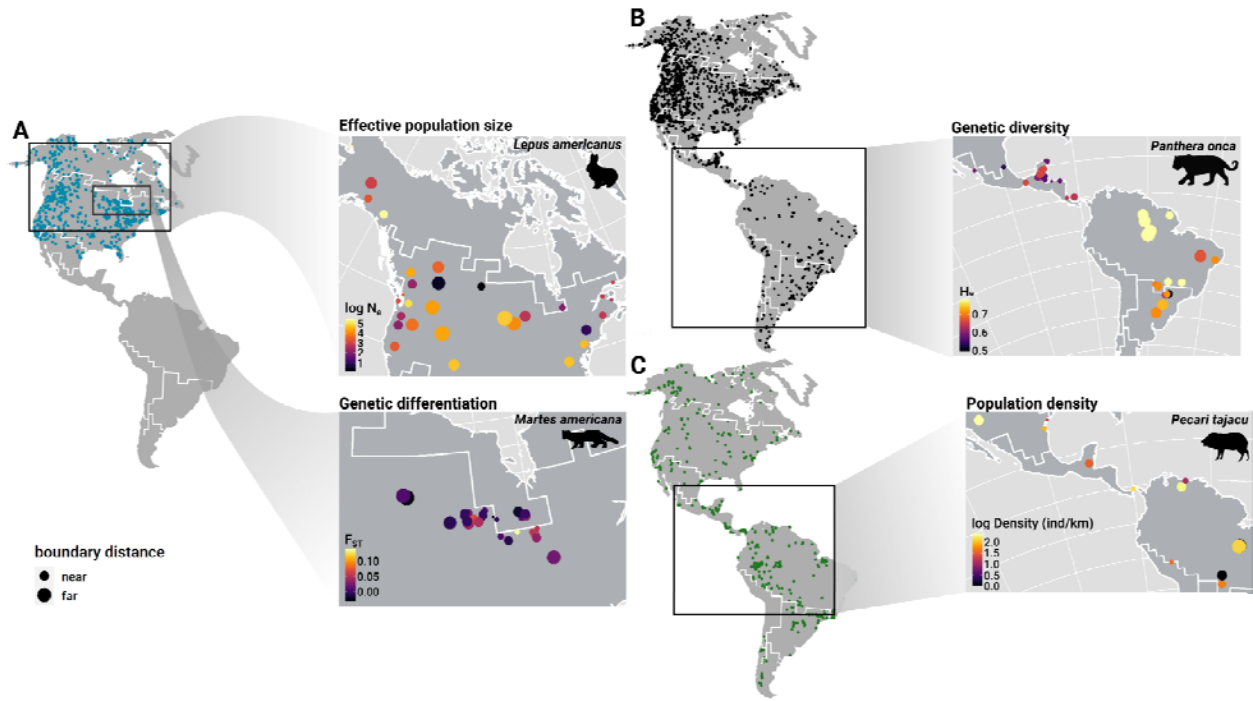 A
Effective population size
Lepus americanus
log Ne
5
4
3
2
1
Genetic differentiation
Martes americana
FST
0.10
0.05
0.00
boundary distance
near
far
B
Genetic diversity
Panthera onca
0.7
0.6
0.5
C
Population density
Pecari tajacu
log Density (ind/km)
2.0
1.5
1.0
0.5
0.0